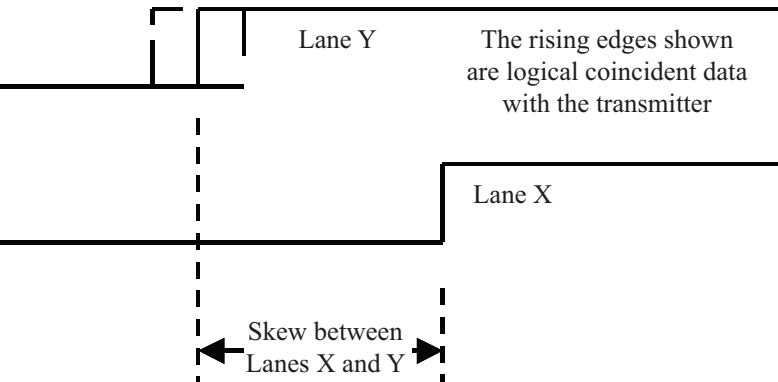 Lane Y
The rising edges shown
are logical coincident data
with the transmitter
Lane X
Skew between
Lanes X and Y